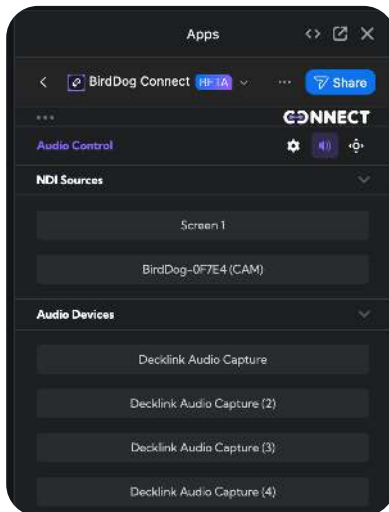 Apps
BirdDog Connect BETA
Share
CONNECT
Audio Control
NDI Sources
Screen 1
BirdDog-0F7E4 (CAM)
Audio Devices
Decklink Audio Capture
Decklink Audio Capture (2)
Decklink Audio Capture (3)
Decklink Audio Capture (4)